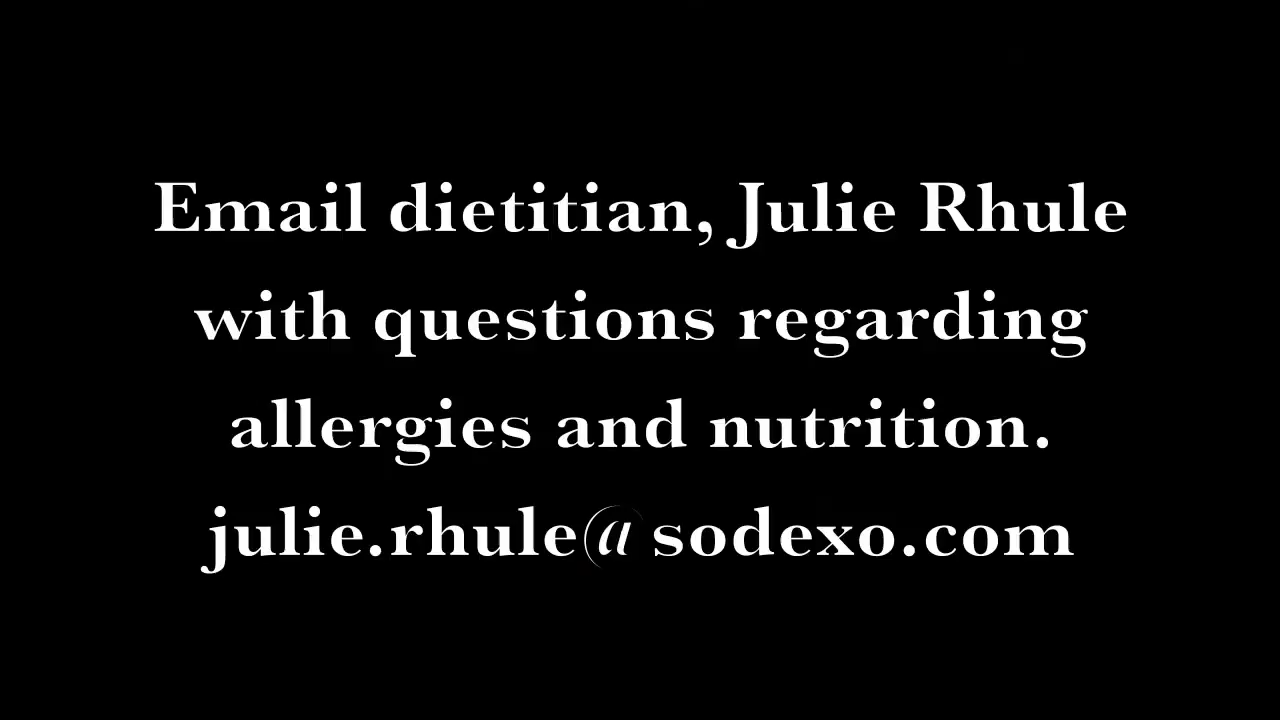 Email dietitian, Julie Rhule
with questions regarding
allergies and nutrition.
julie.rhule@sodexo.com